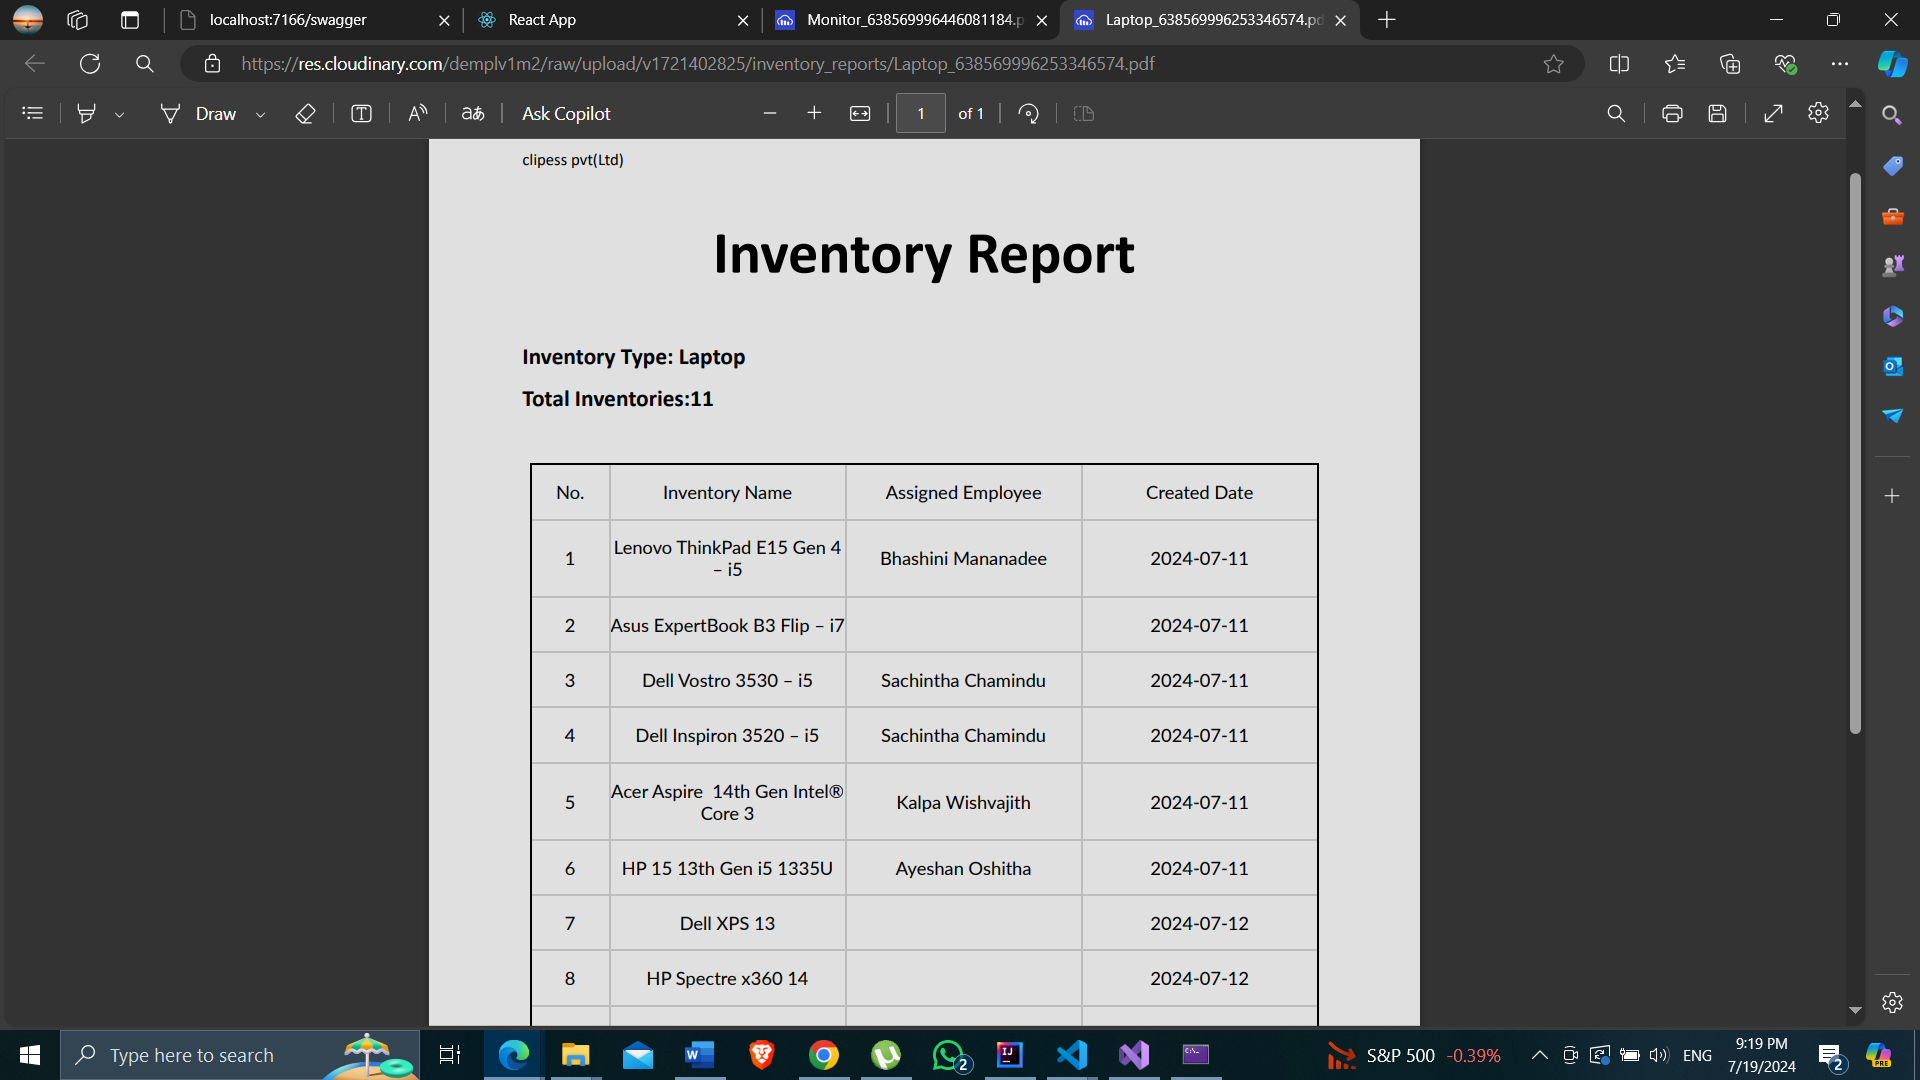 localhost:7166/swagger
React App
Monitor_638569996446081184.p
Laptop_638569996253346574.pd
https://res.cloudinary.com/demplv1m2/raw/upload/v1721402825/inventory_reports/Laptop_638569996253346574.pdf
Draw
aあ
Ask Copilot
1
of 1
clipess pvt(Ltd)
Inventory Report
Inventory Type: Laptop
Total Inventories:11
No. Inventory Name Assigned Employee Created Date
1 Lenovo ThinkPad E15 Gen 4 – i5 Bhashini Mananadee 2024-07-11
2 Asus ExpertBook B3 Flip – i7 2024-07-11
3 Dell Vostro 3530 – i5 Sachintha Chamindu 2024-07-11
4 Dell Inspiron 3520 – i5 Sachintha Chamindu 2024-07-11
5 Acer Aspire  14th Gen Intel® Core 3 Kalpa Wishvajith 2024-07-11
6 HP 15 13th Gen i5 1335U Ayeshan Oshitha 2024-07-11
7 Dell XPS 13 2024-07-12
8 HP Spectre x360 14 2024-07-12
Type here to search
2
S&P 500 -0.39%
ENG
9:19 PM
7/19/2024
2
PRE